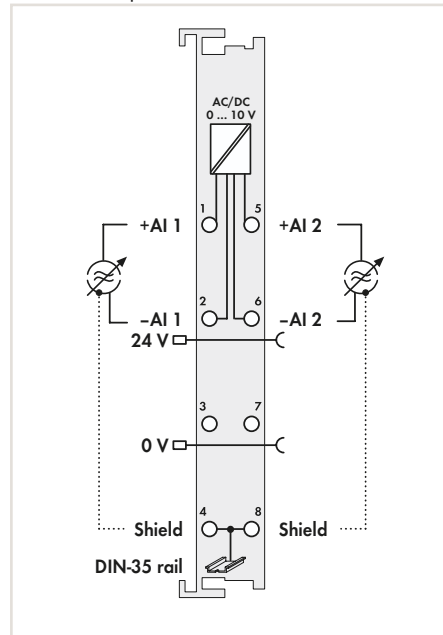 AC/DC
0 ... 10 V
1 5
+AI 1 +AI 2
2 6
–AI 1 –AI 2
24 V
3 7
0 V
4 8
Shield Shield
DIN-35 rail